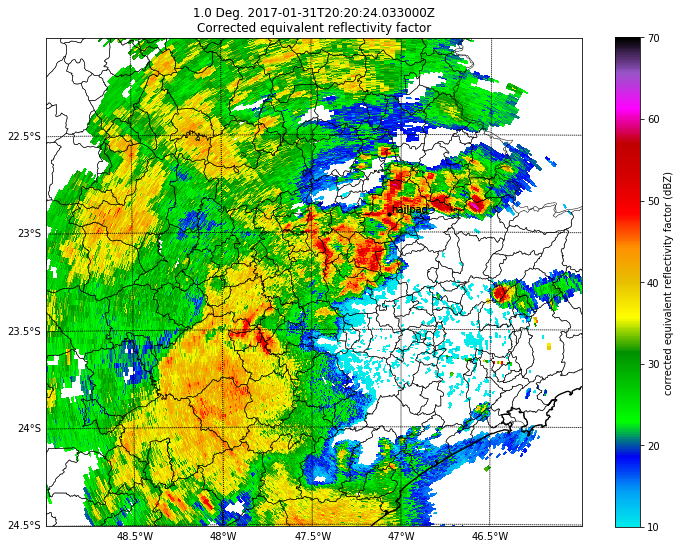 1.0 Deg. 2017-01-31T20:20:24.033000Z
Corrected equivalent reflectivity factor
22.5°S
23°S
23.5°S
24°S
24.5°S
48.5°W
48°W
47.5°W
47°W
46.5°W
70
60
50
40
30
20
10
corrected equivalent reflectivity factor (dBZ)